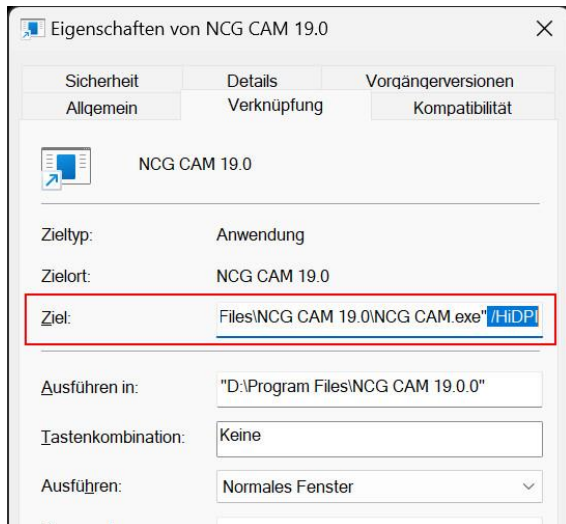 Eigenschaften von NCG CAM 19.0
Sicherheit Details Vorgängerversionen
Allgemein Verknüpfung Kompatibilität
NCG CAM 19.0
Zieltyp: Anwendung
Zielort: NCG CAM 19.0
Ziel: Files\NCG CAM 19.0\NCG CAM.exe" /HiDPI
Ausführen in: "D:\Program Files\NCG CAM 19.0.0"
Tastenkombination: Keine
Ausführen: Normales Fenster